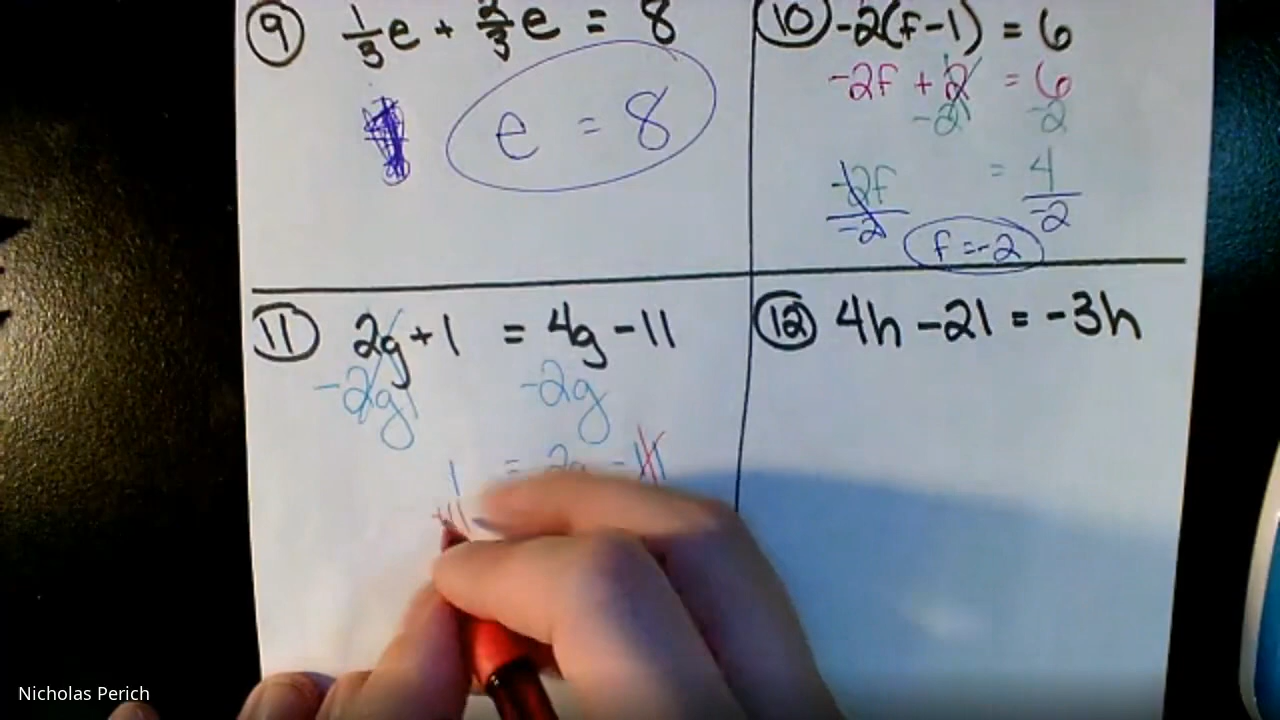 9 1/3e + 2/3e = 8
e = 8
10 -2(f-1) = 6
-2f + 2 = 6
-2 -2
-2f = 4
-2 -2
f = -2
11 2g + 1 = 4g - 11
-2g -2g
1 = 2g - 11
+11
12 4h - 21 = -3h
Nicholas Perich